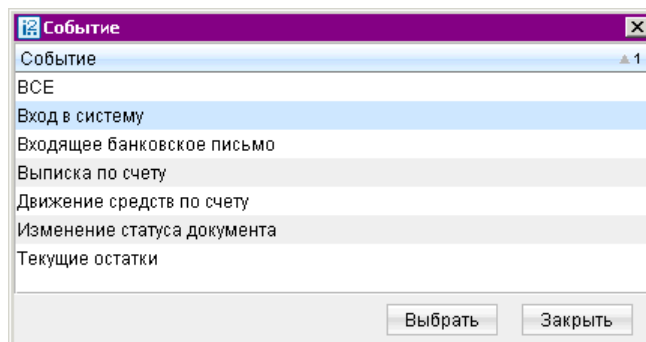 Событие
Событие 1
ВСЕ
Вход в систему
Входящее банковское письмо
Выписка по счету
Движение средств по счету
Изменение статуса документа
Текущие остатки
Выбрать Закрыть